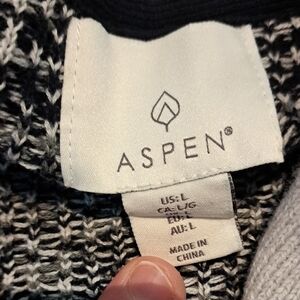 ASPEN®
US: L
CA: L/G
EU: L
AU: L
MADE IN
CHINA